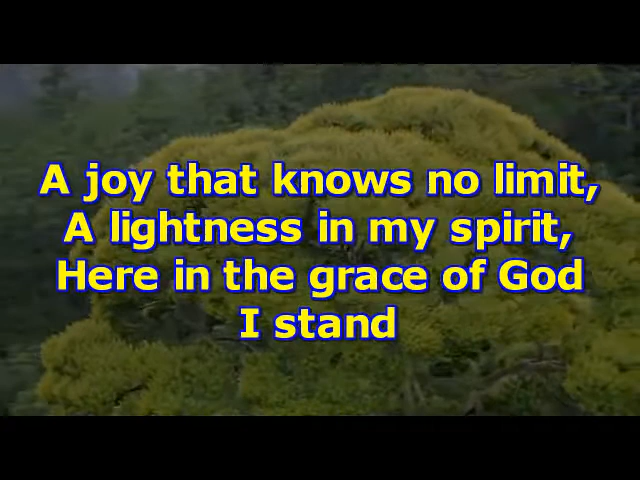 A joy that knows no limit,
A lightness in my spirit,
Here in the grace of God
I stand